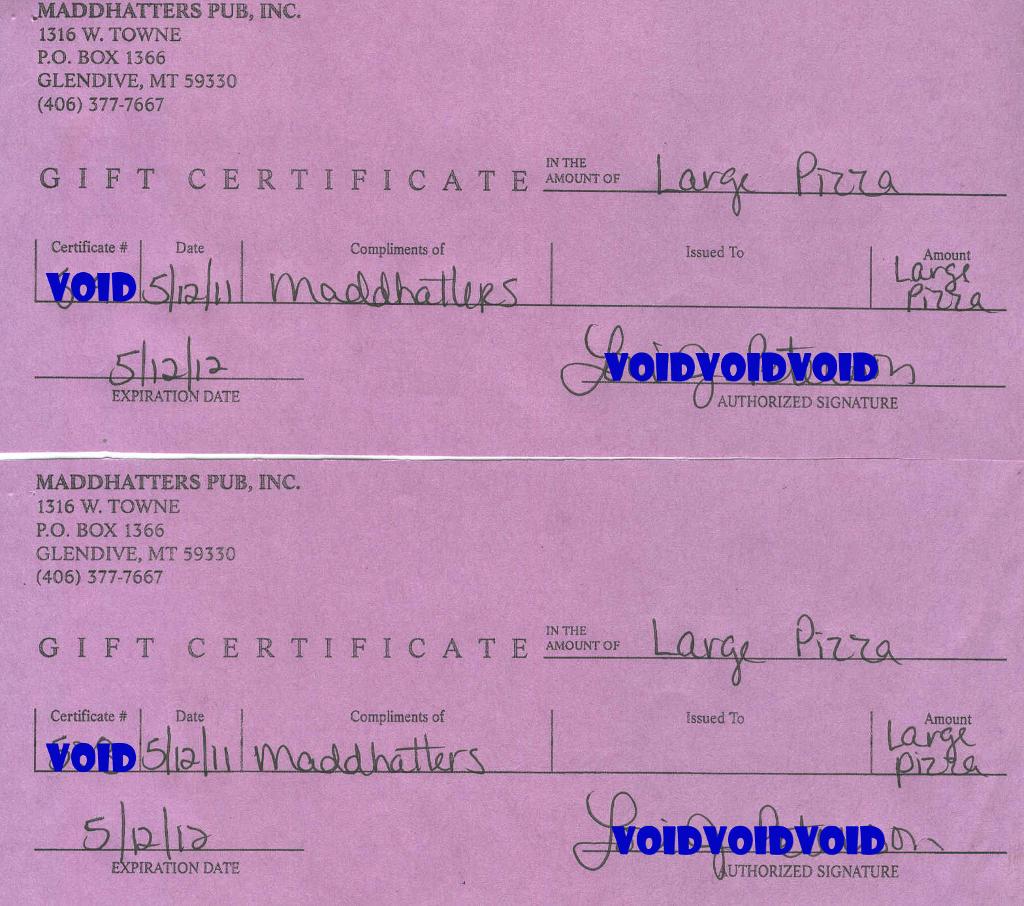 MADDHATTERS PUB, INC.
1316 W. TOWNE
P.O. BOX 1366
GLENDIVE, MT 59330
(406) 377-7667
GIFT CERTIFICATE IN THE AMOUNT OF Large Pizza
Certificate # Date Compliments of Issued To Amount
VOID 5/12/11 Maddhatters Large Pizza
5/12/12 VOIDVOIDVOID
EXPIRATION DATE AUTHORIZED SIGNATURE
MADDHATTERS PUB, INC.
1316 W. TOWNE
P.O. BOX 1366
GLENDIVE, MT 59330
(406) 377-7667
GIFT CERTIFICATE IN THE AMOUNT OF Large Pizza
Certificate # Date Compliments of Issued To Amount
VOID 5/12/11 Maddhatters Large Pizza
5/12/12 VOIDVOIDVOID
EXPIRATION DATE AUTHORIZED SIGNATURE